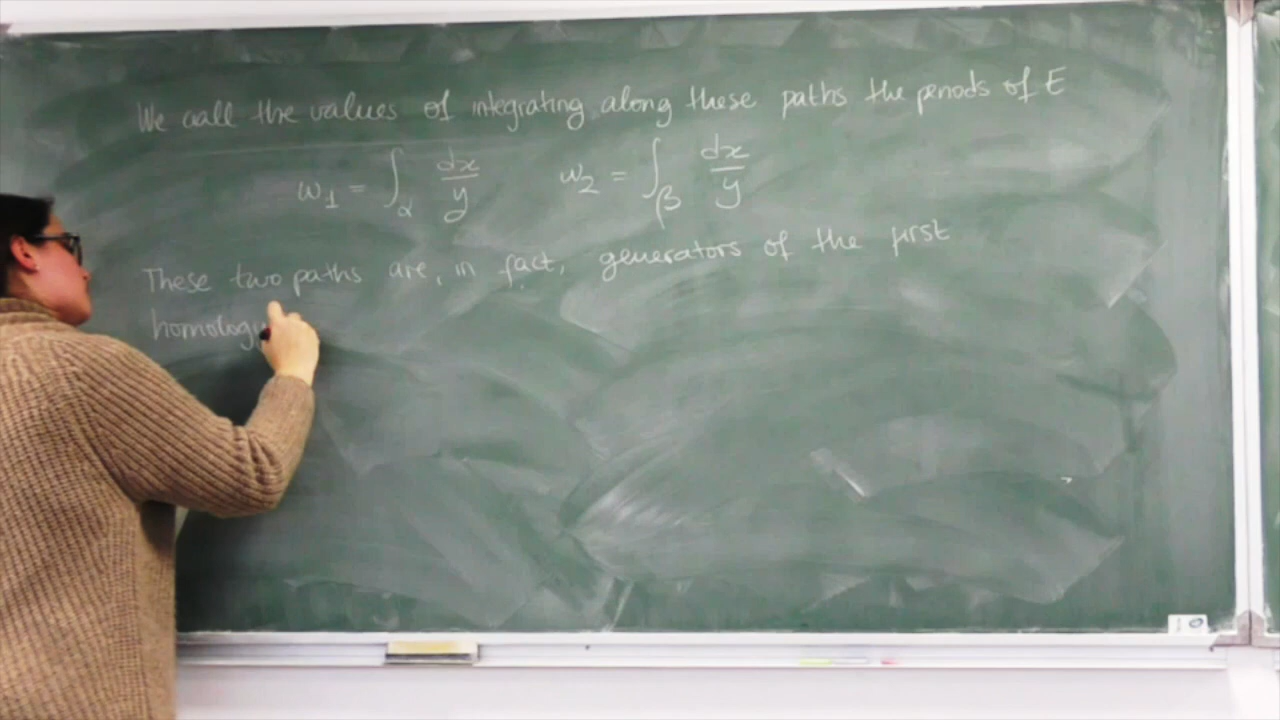 We call the values of integrating along these paths the periods of E
ω₁ = ∫_α dx/y ω₂ = ∫_β dx/y
These two paths are, in fact, generators of the first
homology